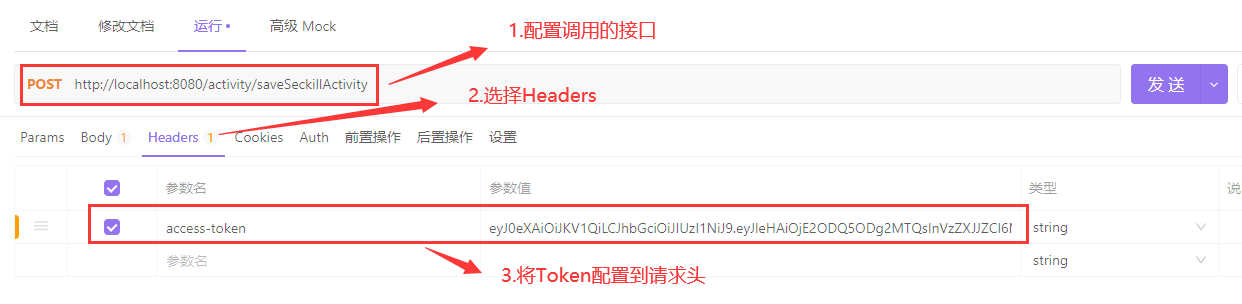 文档 修改文档 运行 高级 Mock
1.配置调用的接口
POST http://localhost:8080/activity/saveSeckillActivity 发送
2.选择Headers
Params Body 1 Headers 1 Cookies Auth 前置操作 后置操作 设置
参数名 参数值 类型 说
access-token eyJ0eXAiOiJKV1QiLCJhbGciOiJIUzI1NiJ9.eyJleHAiOjE2ODQ5ODg2MTQsInVzZXJJZCI6N string
参数名 string
3.将Token配置到请求头